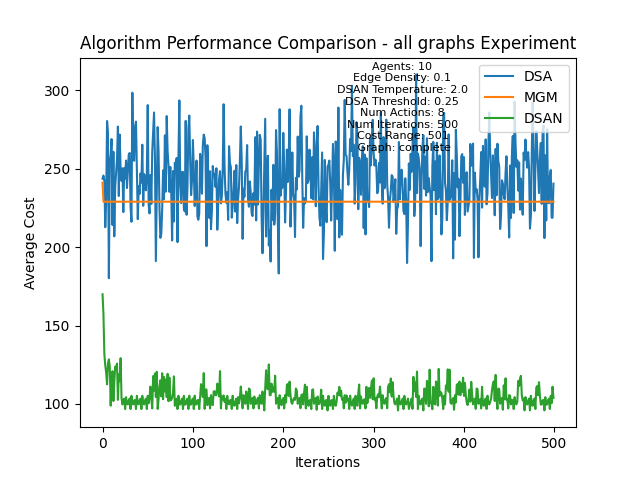 Algorithm Performance Comparison - all graphs Experiment
Agents: 10
Edge Density: 0.1
DSAN Temperature: 2.0
DSA Threshold: 0.25
Num Actions: 8
Num Iterations: 500
Cost Range: 501
Graph: complete
DSA
MGM
DSAN
Average Cost
300
250
200
150
100
0
100
200
300
400
500
Iterations